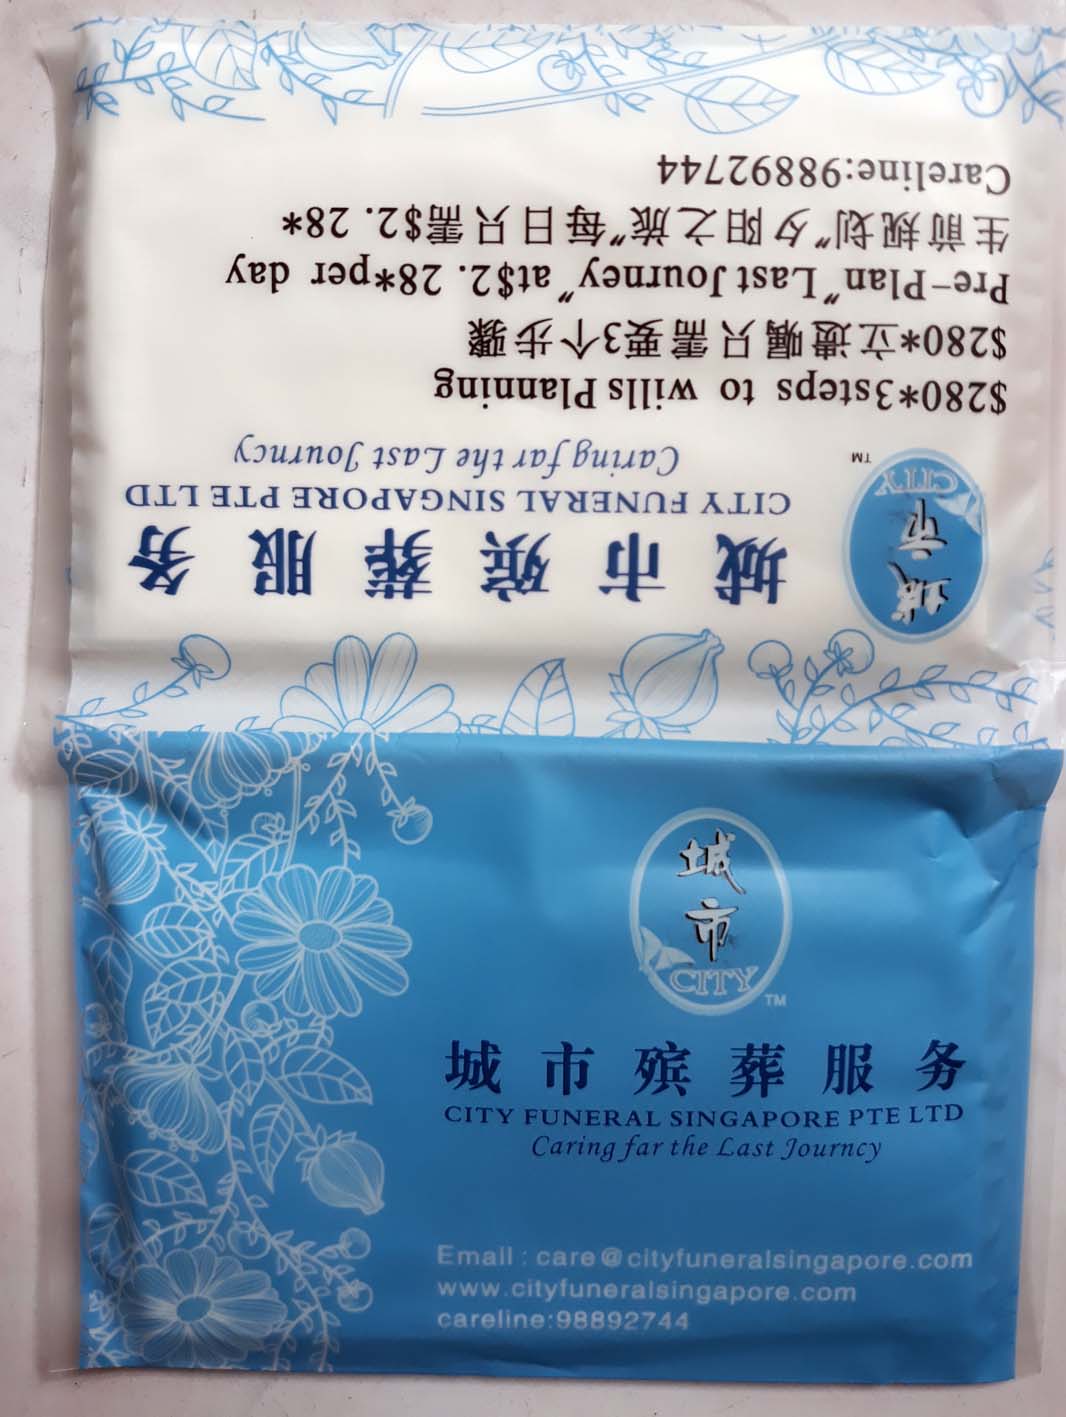 城
市
CITY
TM
城市殡葬服务
CITY FUNERAL SINGAPORE PTE LTD
Caring far the Last Journcy
$280*3steps to wills Planning
$280*立遗嘱只需要3个步骤
Pre-Plan"Last Journey"at$2. 28*per day
生前规划"夕阳之旅"每日只需$2. 28*
Careline:98892744
城
市
CITY
TM
城市殡葬服务
CITY FUNERAL SINGAPORE PTE LTD
Caring far the Last Journcy
Email : care@cityfuneralsingapore.com
www.cityfuneralsingapore.com
careline:98892744